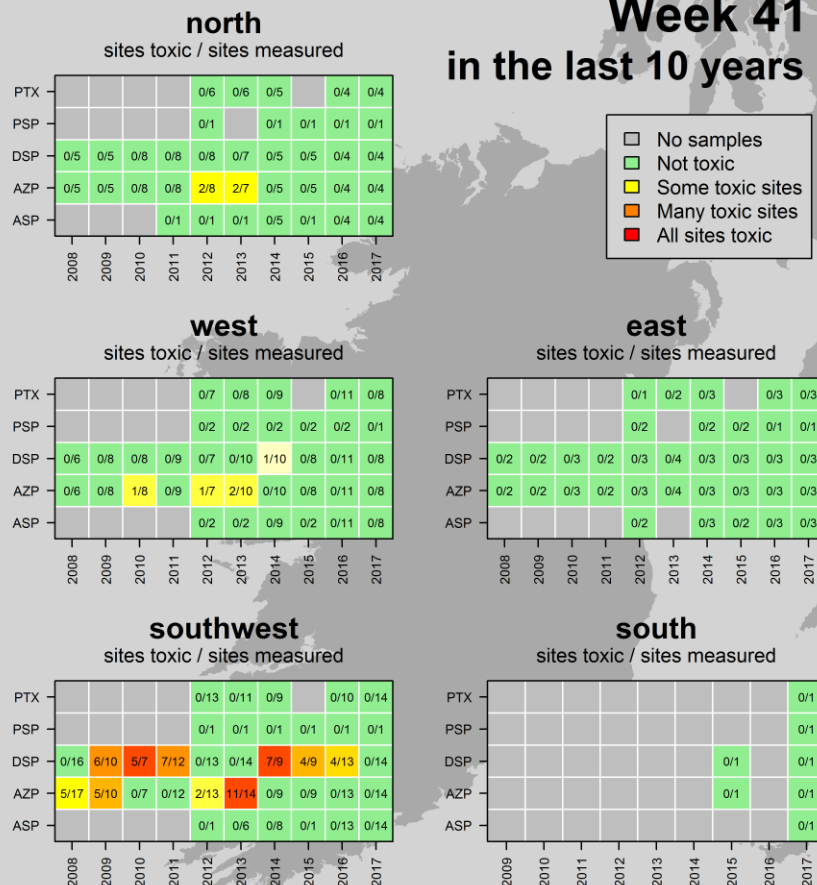 Week 41
in the last 10 years
No samples
Not toxic
Some toxic sites
Many toxic sites
All sites toxic
north
sites toxic / sites measured
PTX 0/6 0/6 0/5 0/4 0/4
PSP 0/1 0/1 0/1 0/1 0/1
DSP 0/5 0/5 0/8 0/8 0/8 0/7 0/5 0/5 0/4 0/4
AZP 0/5 0/5 0/8 0/8 2/8 2/7 0/5 0/5 0/4 0/4
ASP 0/1 0/1 0/1 0/5 0/1 0/4 0/4
2008 2009 2010 2011 2012 2013 2014 2015 2016 2017
west
sites toxic / sites measured
PTX 0/7 0/8 0/9 0/11 0/8
PSP 0/2 0/2 0/2 0/2 0/2 0/1
DSP 0/6 0/8 0/8 0/9 0/7 0/10 1/10 0/8 0/11 0/8
AZP 0/6 0/8 1/8 0/9 1/7 2/10 0/10 0/8 0/11 0/8
ASP 0/2 0/2 0/9 0/2 0/11 0/8
2008 2009 2010 2011 2012 2013 2014 2015 2016 2017
east
sites toxic / sites measured
PTX 0/1 0/2 0/3 0/3 0/3
PSP 0/2 0/2 0/2 0/1 0/1
DSP 0/2 0/2 0/3 0/2 0/3 0/4 0/3 0/3 0/3 0/3
AZP 0/2 0/2 0/3 0/2 0/3 0/4 0/3 0/3 0/3 0/3
ASP 0/2 0/3 0/2 0/3 0/3
2008 2009 2010 2011 2012 2013 2014 2015 2016 2017
southwest
sites toxic / sites measured
PTX 0/13 0/11 0/9 0/10 0/14
PSP 0/1 0/1 0/1 0/1 0/1 0/1
DSP 0/16 6/10 5/7 7/12 0/13 0/14 7/9 4/9 4/13 0/14
AZP 5/17 5/10 0/7 0/12 2/13 11/14 0/9 0/9 0/13 0/14
ASP 0/1 0/6 0/8 0/1 0/13 0/14
2008 2009 2010 2011 2012 2013 2014 2015 2016 2017
south
sites toxic / sites measured
PTX 0/1
PSP 0/1
DSP 0/1 0/1
AZP 0/1 0/1
ASP 0/1
2009 2010 2011 2012 2013 2014 2015 2016 2017